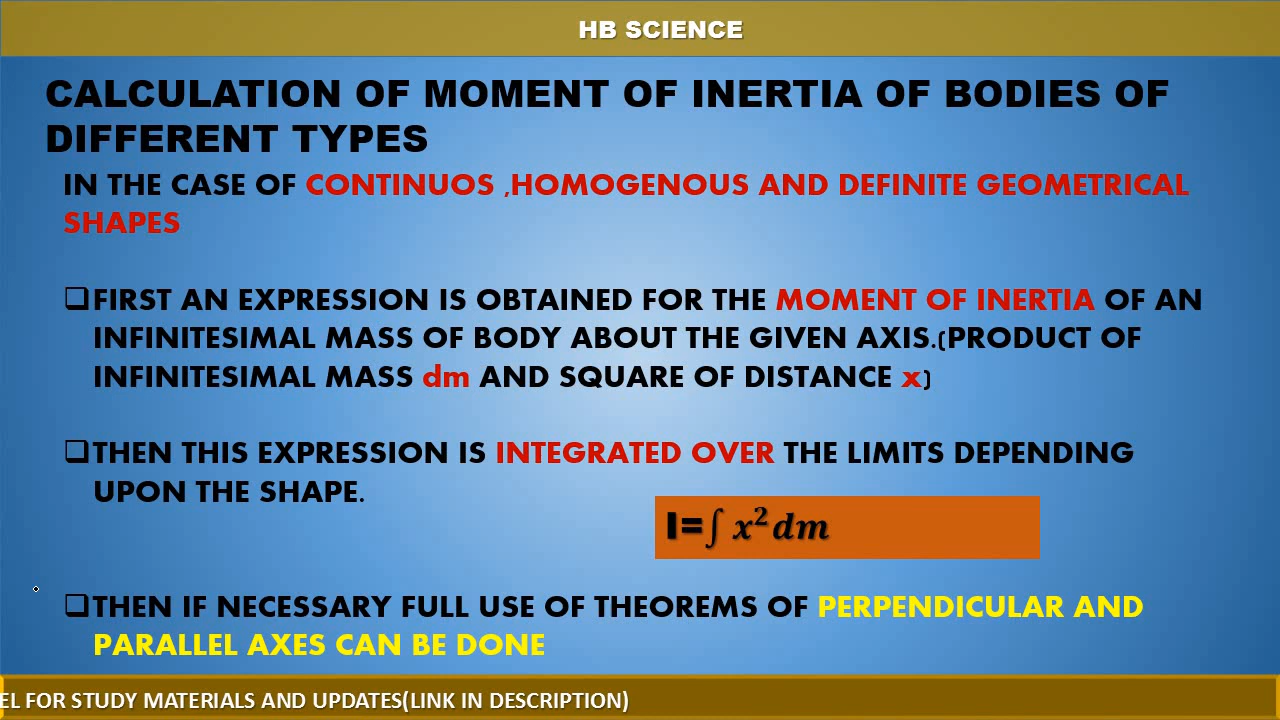 HB SCIENCE
CALCULATION OF MOMENT OF INERTIA OF BODIES OF
DIFFERENT TYPES
IN THE CASE OF CONTINUOS ,HOMOGENOUS AND DEFINITE GEOMETRICAL
SHAPES
❑FIRST AN EXPRESSION IS OBTAINED FOR THE MOMENT OF INERTIA OF AN
INFINITESIMAL MASS OF BODY ABOUT THE GIVEN AXIS.(PRODUCT OF
INFINITESIMAL MASS dm AND SQUARE OF DISTANCE x)
❑THEN THIS EXPRESSION IS INTEGRATED OVER THE LIMITS DEPENDING
UPON THE SHAPE.
I=∫ x²dm
❑THEN IF NECESSARY FULL USE OF THEOREMS OF PERPENDICULAR AND
PARALLEL AXES CAN BE DONE
EL FOR STUDY MATERIALS AND UPDATES(LINK IN DESCRIPTION)